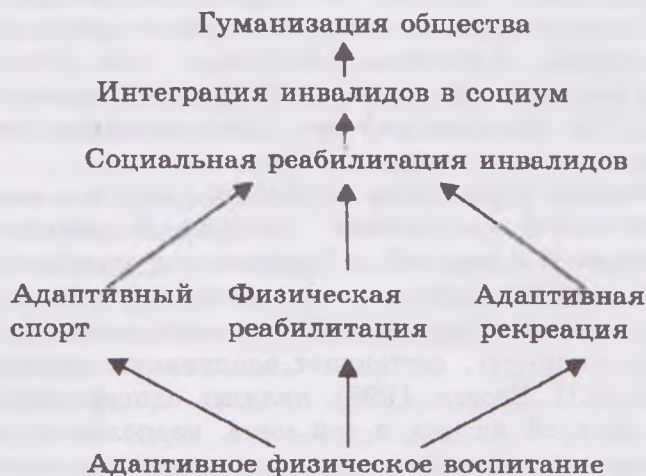 Гуманизация общества
Интеграция инвалидов в социум
Социальная реабилитация инвалидов
Адаптивный спорт
Физическая реабилитация
Адаптивная рекреация
Адаптивное физическое воспитание